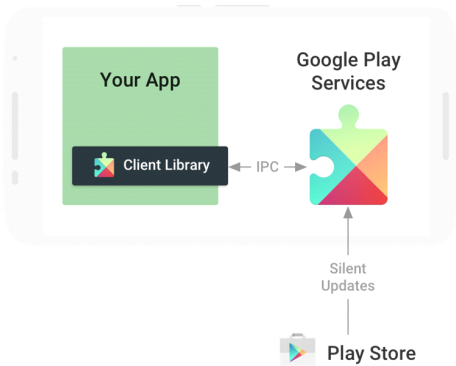 Your App
Google Play
Services
Client Library
IPC
Silent
Updates
Play Store